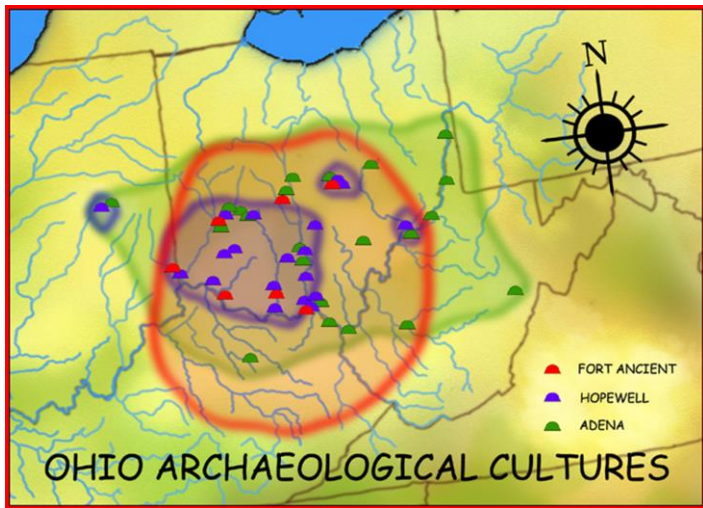 N
FORT ANCIENT
HOPEWELL
ADENA
OHIO ARCHAEOLOGICAL CULTURES